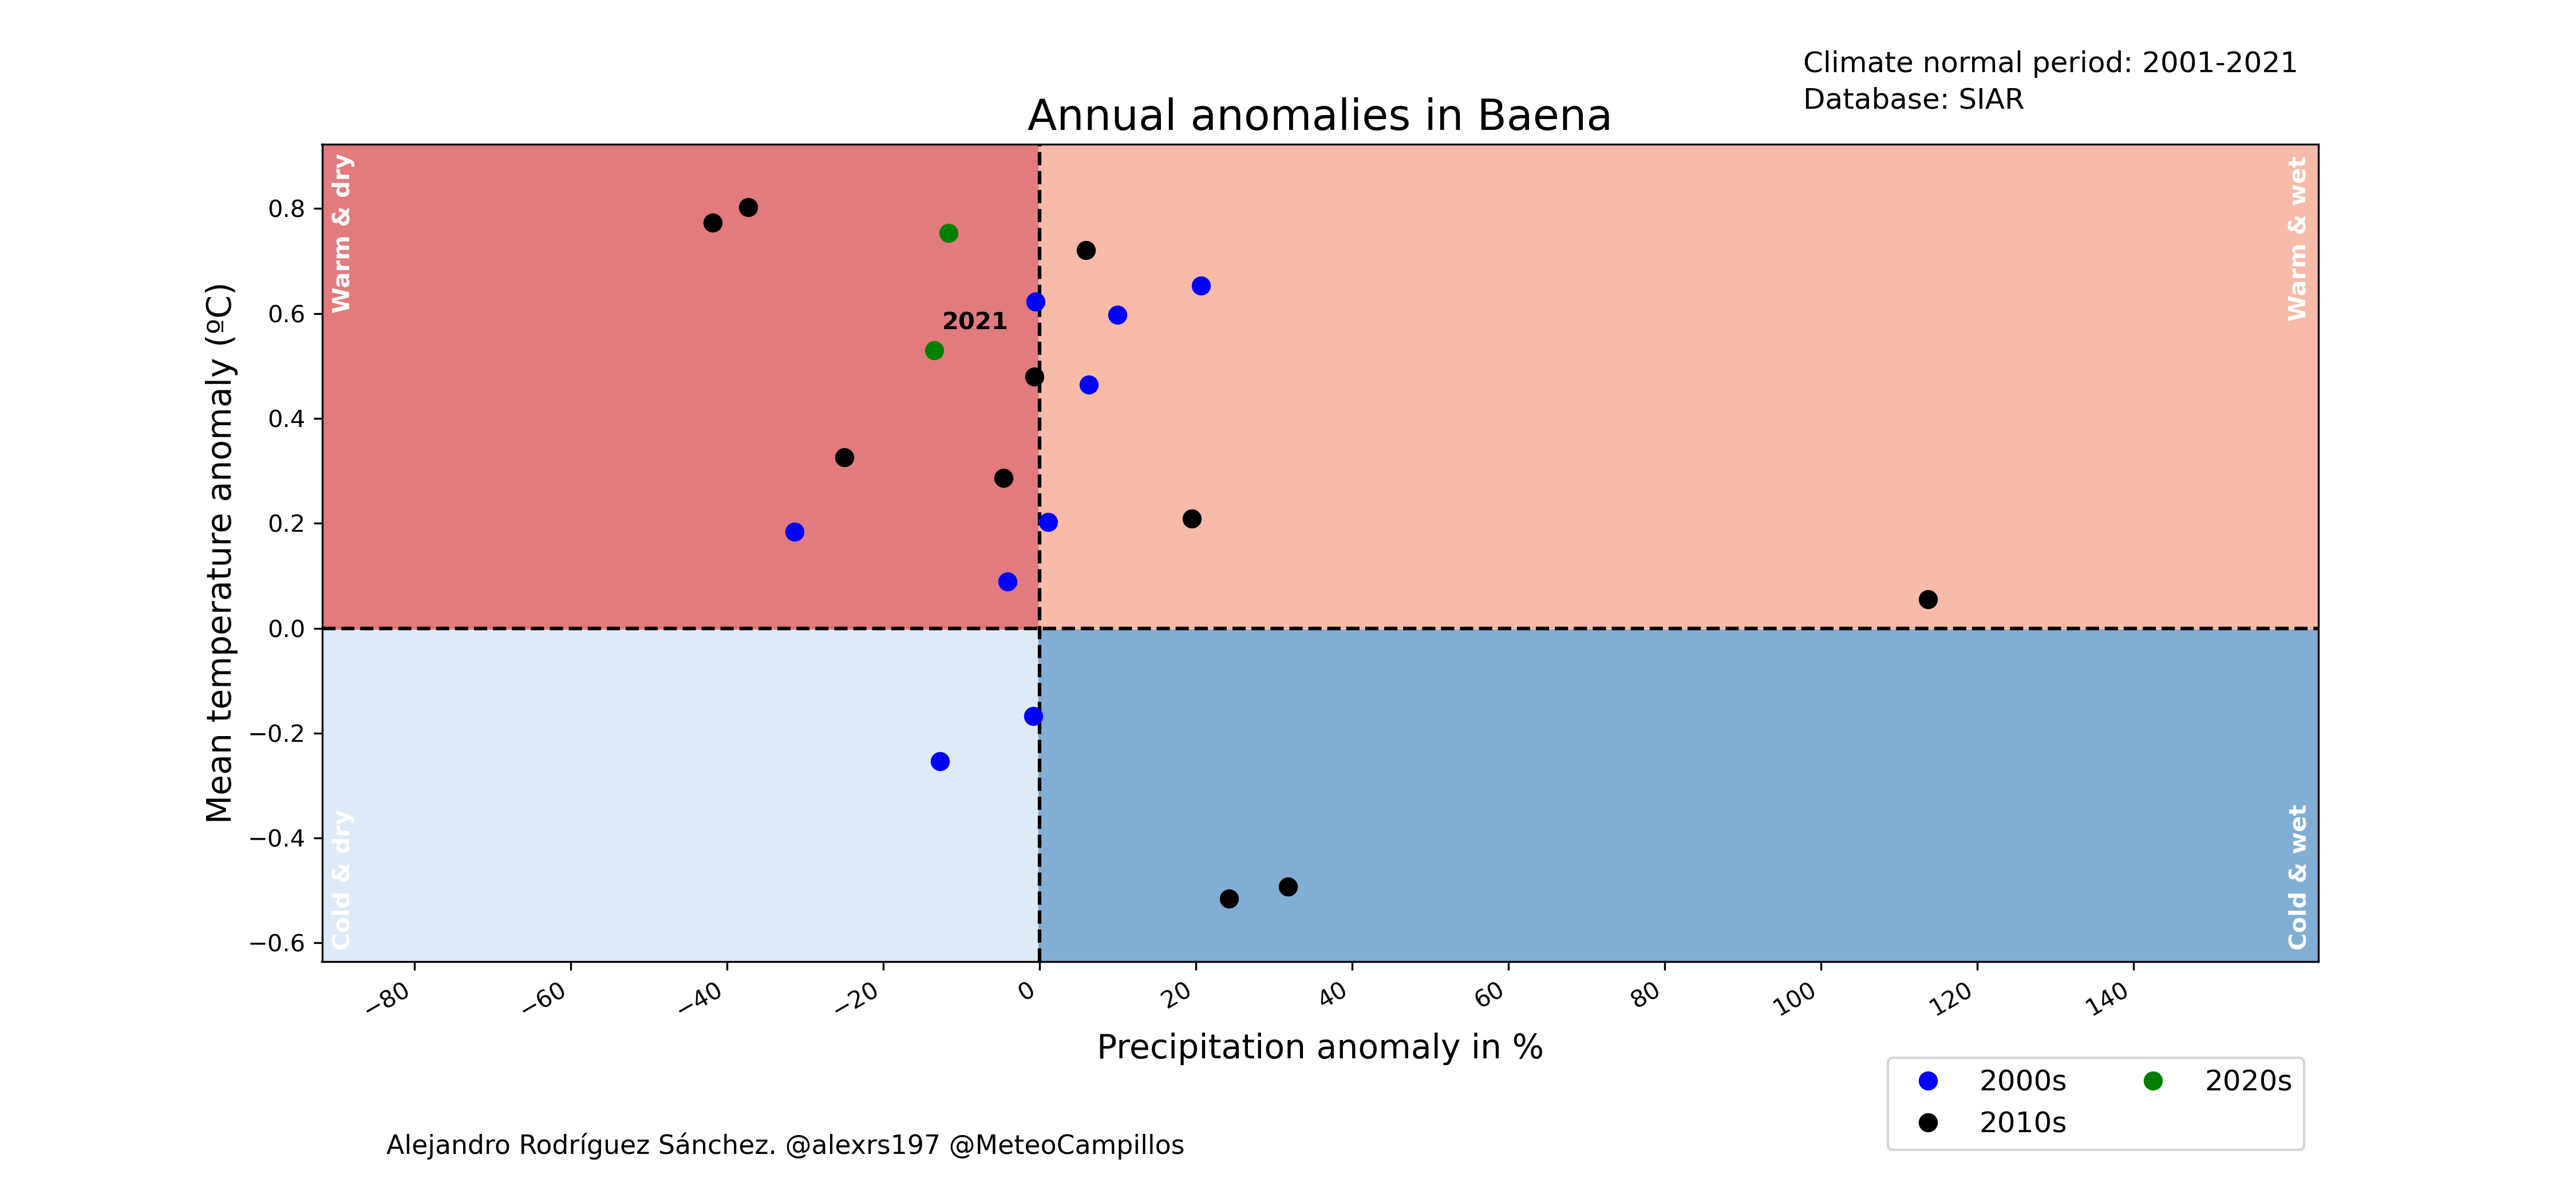 Climate normal period: 2001-2021
Database: SIAR
Annual anomalies in Baena
Warm & dry
Warm & wet
0.8
0.6
0.4
0.2
0.0
−0.2
−0.4
−0.6
Mean temperature anomaly (ºC)
2021
Cold & dry
Cold & wet
−80 −60 −40 −20 0 20 40 60 80 100 120 140
Precipitation anomaly in %
2000s 2020s
2010s
Alejandro Rodríguez Sánchez. @alexrs197 @MeteoCampillos